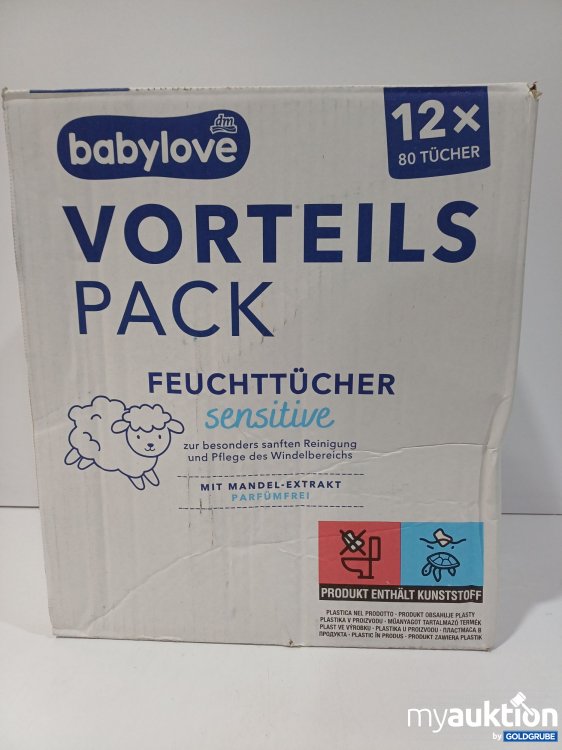 dm
babylove
12×
80 TÜCHER
VORTEILS
PACK
FEUCHTTÜCHER
sensitive
zur besonders sanften Reinigung
und Pflege des Windelbereichs
MIT MANDEL-EXTRAKT
PARFÜMFREI
PRODUKT ENTHÄLT KUNSTSTOFF
PLASTICA NEL PRODOTTO · PRODUKT OBSAHUJE PLASTY
PLASTIKA V PROIZVODU · MŰANYAGOT TARTALMAZÓ TERMÉK
PLAST VE VÝROBKU · PLASTIKA U PROIZVODU · ПЛАСТМАСА В
ПРОДУКТА · PLASTIC ÎN PRODUS · PRODUKT ZAWIERA PLASTIK
myauktion
by GOLDGRUBE